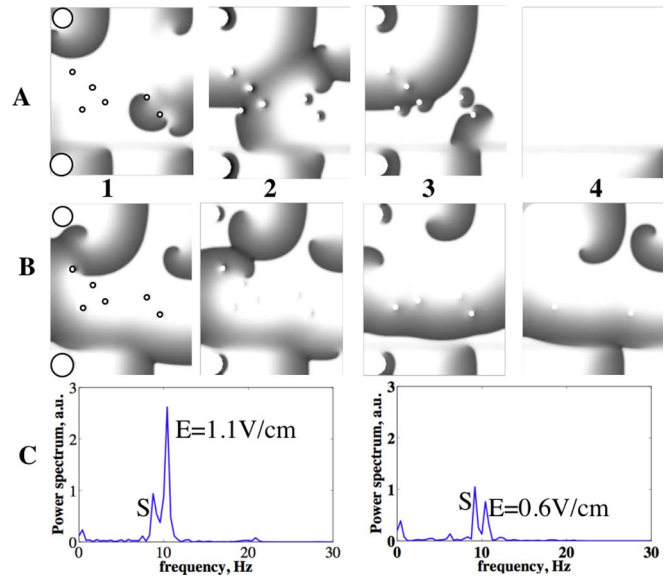 A
1 2 3 4
B
C
Power spectrum, a.u.
3
2
1
0
S
E=1.1V/cm
0 10 20 30
frequency, Hz
Power spectrum, a.u.
3
2
1
0
S
E=0.6V/cm
0 10 20 30
frequency, Hz